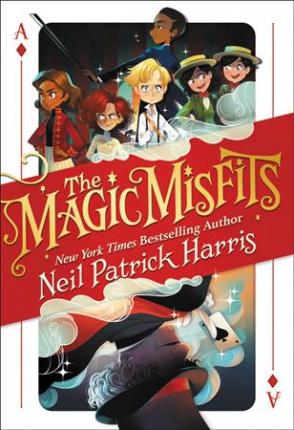 A
The
MAGIC MISFITS
New York Times Bestselling Author
Neil Patrick Harris
A